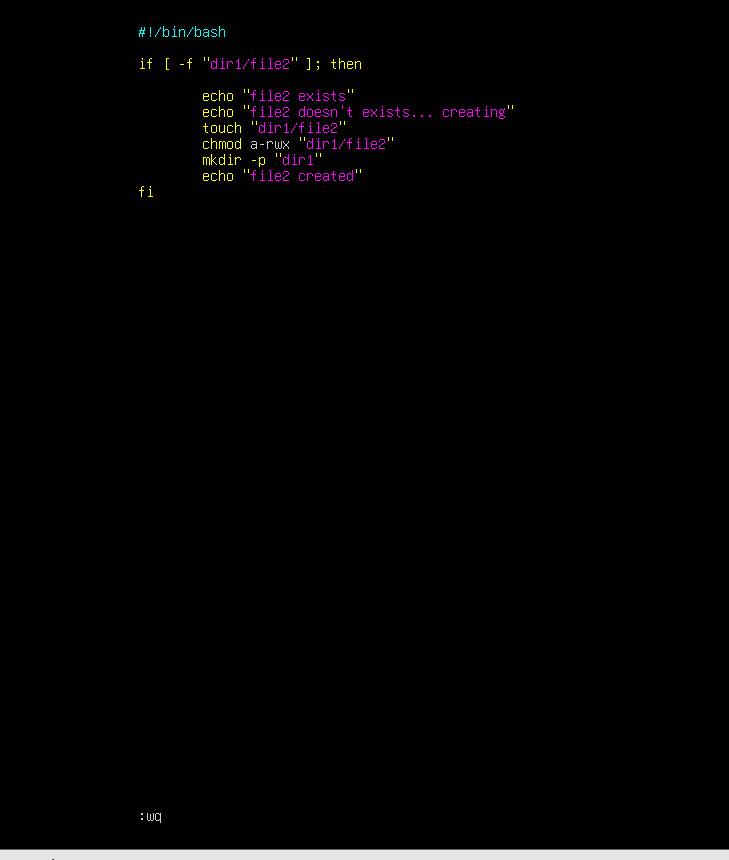 #!/bin/bash
if [ -f "dir1/file2" ]; then
echo "file2 exists"
echo "file2 doesn't exists... creating"
touch "dir1/file2"
chmod a-rwx "dir1/file2"
mkdir -p "dir1"
echo "file2 created"
fi
:wq